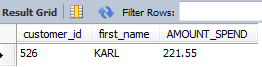 Result Grid Filter Rows:
customer_id first_name AMOUNT_SPEND
526 KARL 221.55